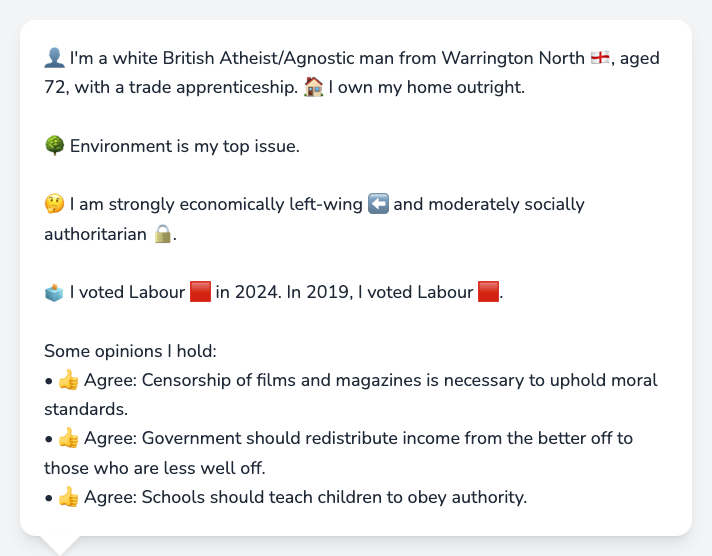 👤 I'm a white British Atheist/Agnostic man from Warrington North 🏴󠁧󠁢󠁥󠁮󠁧󠁿, aged
72, with a trade apprenticeship. 🏠 I own my home outright.
🌳 Environment is my top issue.
🤔 I am strongly economically left-wing ⬅️ and moderately socially
authoritarian 🔒.
🗳️ I voted Labour 🟥 in 2024. In 2019, I voted Labour 🟥.
Some opinions I hold:
• 👍 Agree: Censorship of films and magazines is necessary to uphold moral
standards.
• 👍 Agree: Government should redistribute income from the better off to
those who are less well off.
• 👍 Agree: Schools should teach children to obey authority.